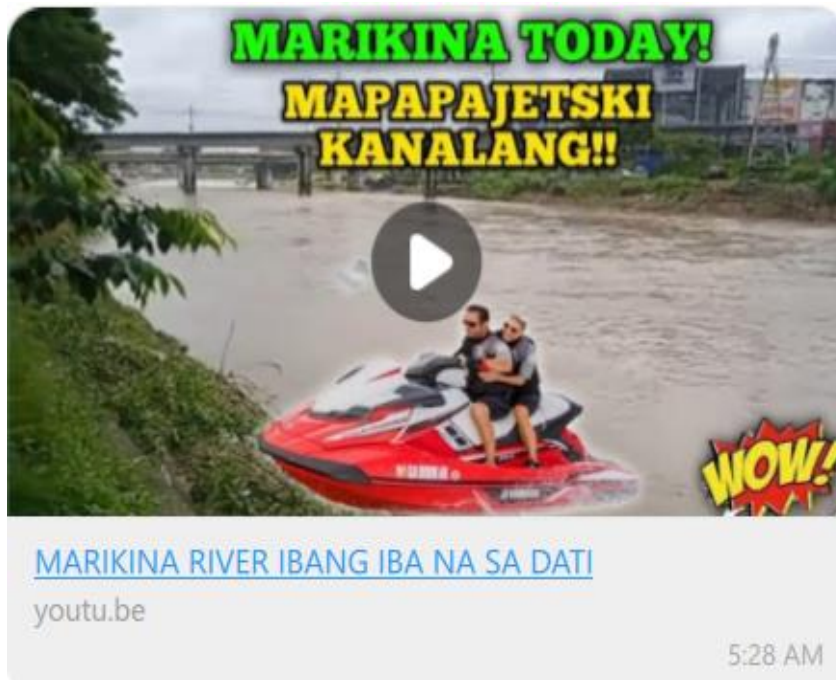 MARIKINA TODAY!
MAPAPAJETSKI
KANALANG!!
WOW!
MARIKINA RIVER IBANG IBA NA SA DATI
youtu.be
5:28 AM